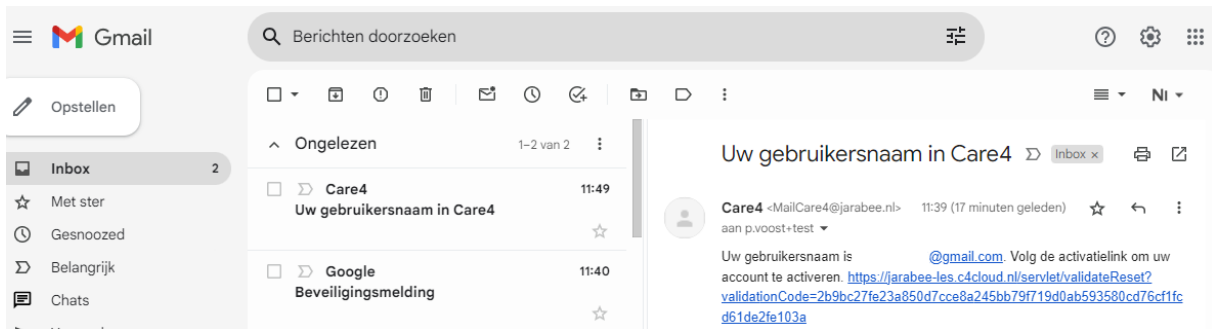 Gmail
Berichten doorzoeken
Opstellen
Inbox 2
Met ster
Gesnoozed
Belangrijk
Chats
NI
Ongelezen 1–2 van 2
Care4 11:49
Uw gebruikersnaam in Care4
Google 11:40
Beveiligingsmelding
Uw gebruikersnaam in Care4 Inbox ×
Care4 <MailCare4@jarabee.nl> 11:39 (17 minuten geleden)
aan p.voost+test
Uw gebruikersnaam is @gmail.com. Volg de activatielink om uw
account te activeren. https://jarabee-les.c4cloud.nl/servlet/validateReset?
validationCode=2b9bc27fe23a850d7cce8a245bb79f719d0ab593580cd76cf1fc
d61de2fe103a